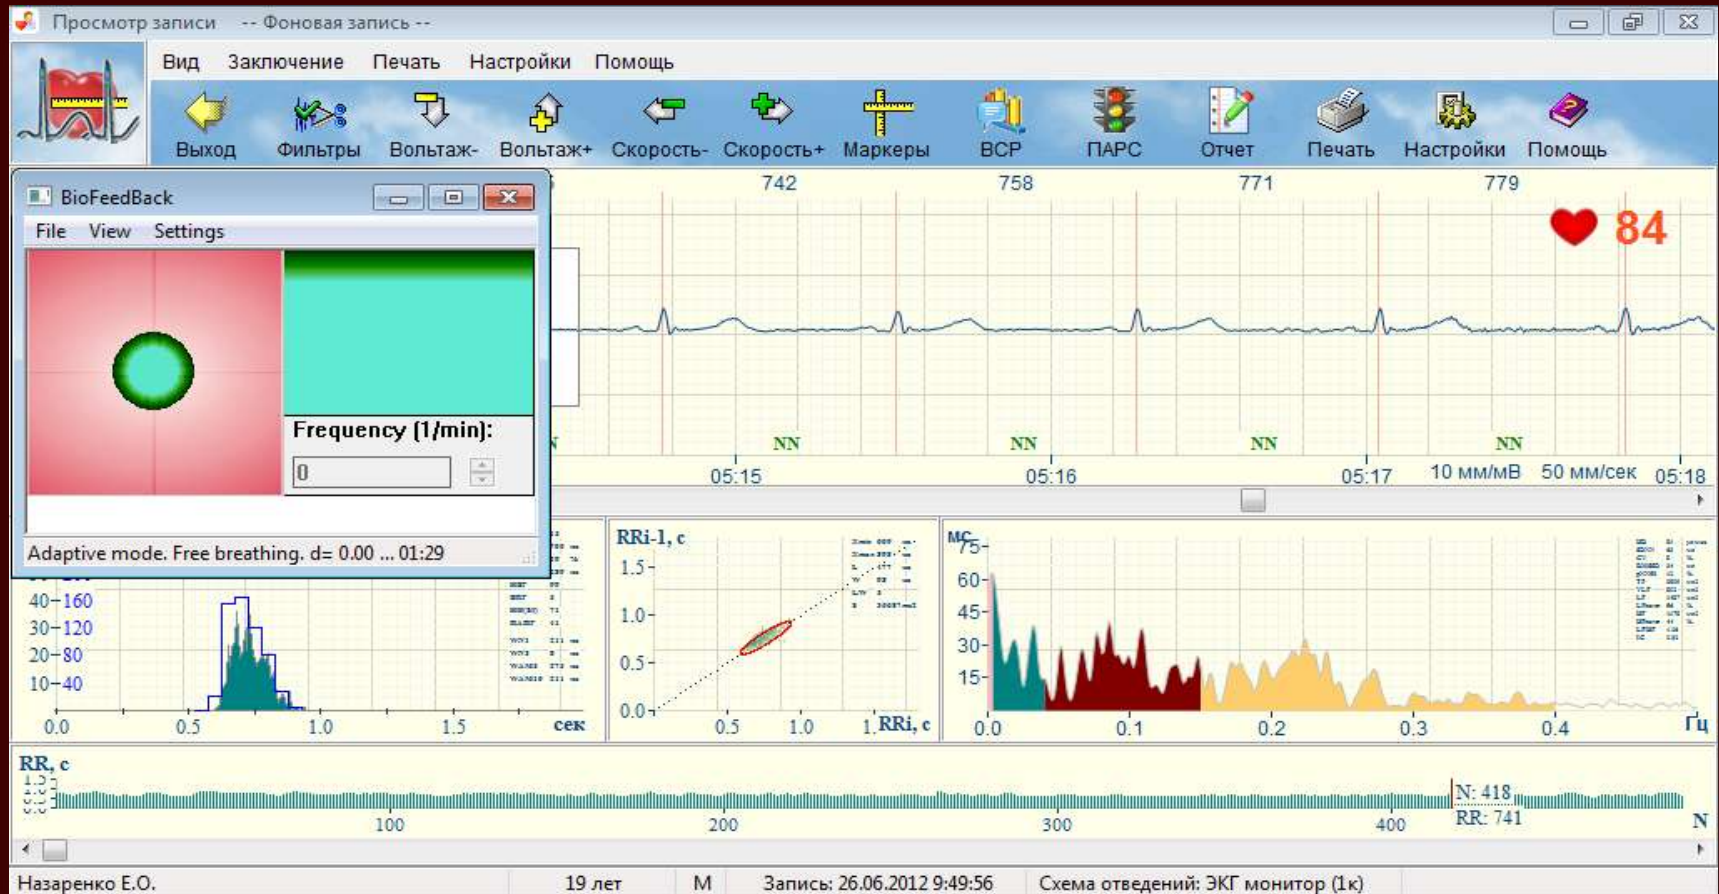 Просмотр записи -- Фоновая запись --
Вид Заключение Печать Настройки Помощь
Выход Фильтры Вольтаж- Вольтаж+ Скорость- Скорость+ Маркеры ВСР ПАРС Отчет Печать Настройки Помощь
BioFeedBack
File View Settings
Frequency (1/min):
0
Adaptive mode. Free breathing. d= 0.00 ... 01:29
742 758 771 779
84
NN NN NN NN
05:15 05:16 05:17 10 мм/мВ 50 мм/сек 05:18
40 160
30 120
20 80
10 40
0.0 0.5 1.0 1.5 сек
RRi-1, с
1.5
1.0
0.5
0.0
0.5 1.0 1. RRi, с
мс
75
60
45
30
15
0.0 0.1 0.2 0.3 0.4 Гц
RR, с
N: 418
RR: 741
100 200 300 400 N
Назаренко Е.О. 19 лет М Запись: 26.06.2012 9:49:56 Схема отведений: ЭКГ монитор (1к)